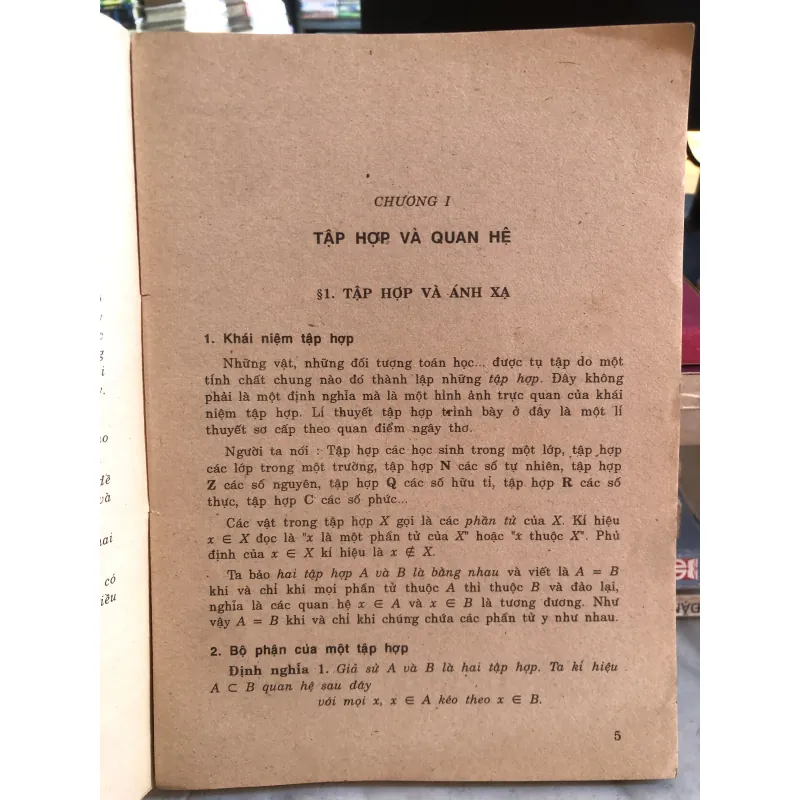 CHƯƠNG I
TẬP HỢP VÀ QUAN HỆ
§1. TẬP HỢP VÀ ÁNH XẠ
1. Khái niệm tập hợp
Những vật, những đối tượng toán học... được tụ tập do một
tính chất chung nào đó thành lập những tập hợp. Đây không
phải là một định nghĩa mà là một hình ảnh trực quan của khái
niệm tập hợp. Lí thuyết tập hợp trình bày ở đây là một lí
thuyết sơ cấp theo quan điểm ngây thơ.
Người ta nói : Tập hợp các học sinh trong một lớp, tập hợp
các lớp trong một trường, tập hợp N các số tự nhiên, tập hợp
Z các số nguyên, tập hợp Q các số hữu tỉ, tập hợp R các số
thực, tập hợp C các số phức...
Các vật trong tập hợp X gọi là các phần tử của X. Kí hiệu
x ∈ X đọc là "x là một phần tử của X" hoặc "x thuộc X". Phủ
định của x ∈ X kí hiệu là x ∉ X.
Ta bảo hai tập hợp A và B là bằng nhau và viết là A = B
khi và chỉ khi mọi phần tử thuộc A thì thuộc B và đảo lại,
nghĩa là các quan hệ x ∈ A và x ∈ B là tương đương. Như
vậy A = B khi và chỉ khi chúng chứa các phần tử y như nhau.
2. Bộ phận của một tập hợp
Định nghĩa 1. Giả sử A và B là hai tập hợp. Ta kí hiệu
A ⊂ B quan hệ sau đây
với mọi x, x ∈ A kéo theo x ∈ B.
5